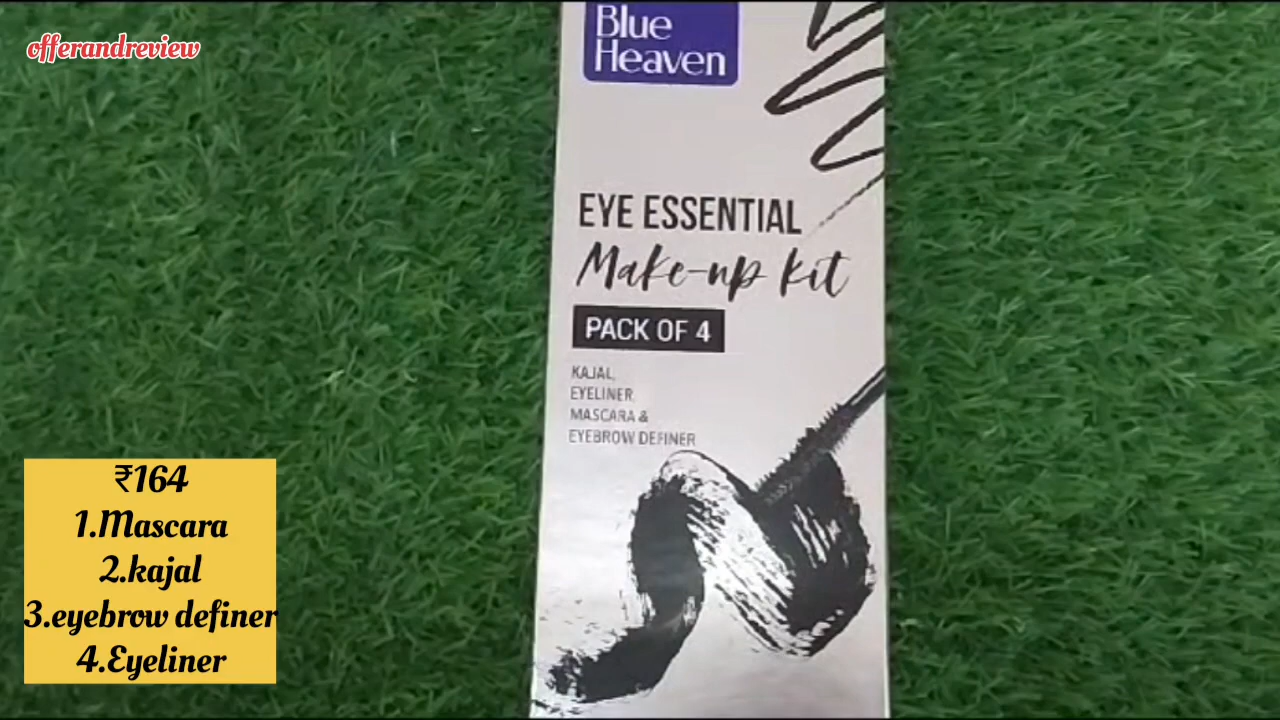 offerandreview
Blue
Heaven
EYE ESSENTIAL
Make-up kit
PACK OF 4
KAJAL,
EYELINER,
MASCARA &
EYEBROW DEFINER
₹164
1.Mascara
2.kajal
3.eyebrow definer
4.Eyeliner